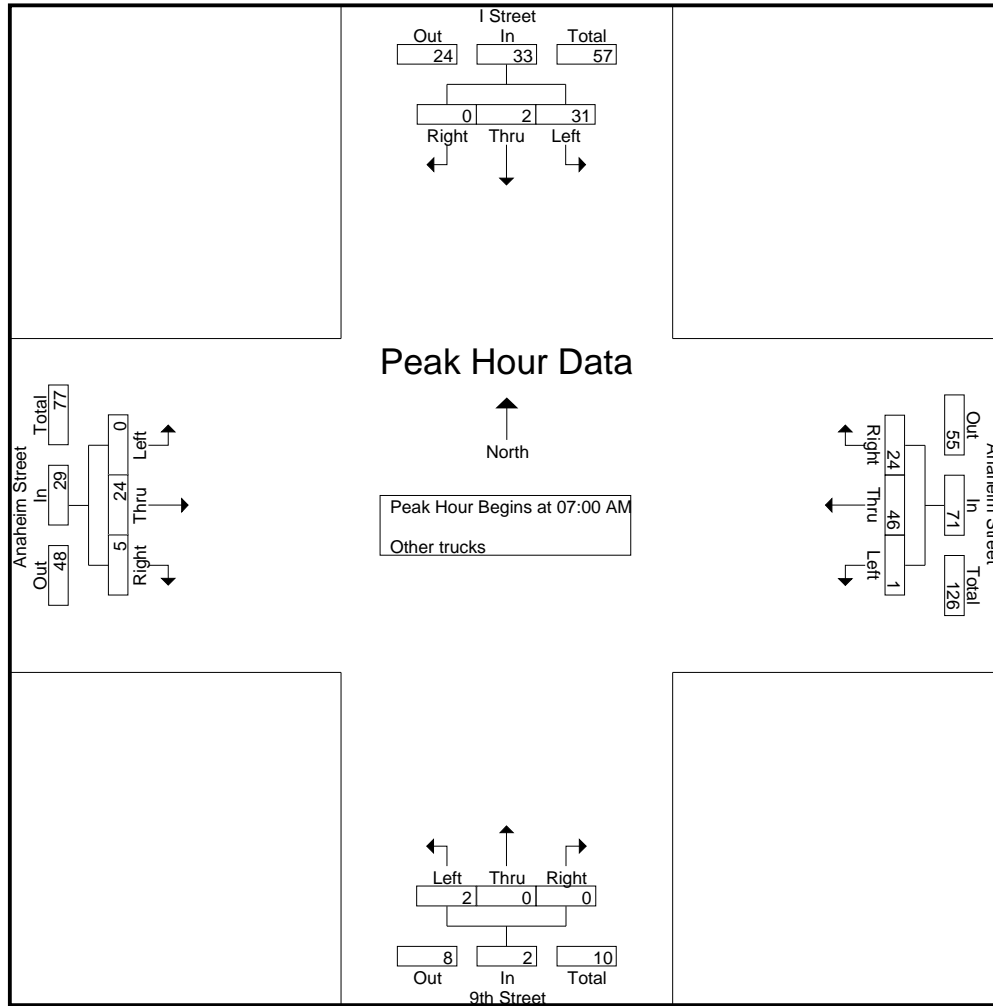 I Street
Out In Total
24 33 57
0 2 31
Right Thru Left
Peak Hour Data
North
Peak Hour Begins at 07:00 AM
Other trucks
Anaheim Street
Total In Out
77 29 48
0 24 5
Left Thru Right
Anaheim Street
Out In Total
55 71 126
24 46 1
Right Thru Left
Left Thru Right
2 0 0
8 2 10
Out In Total
9th Street